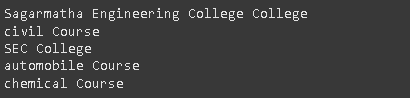 Sagarmatha Engineering College College
civil Course
SEC College
automobile Course
chemical Course